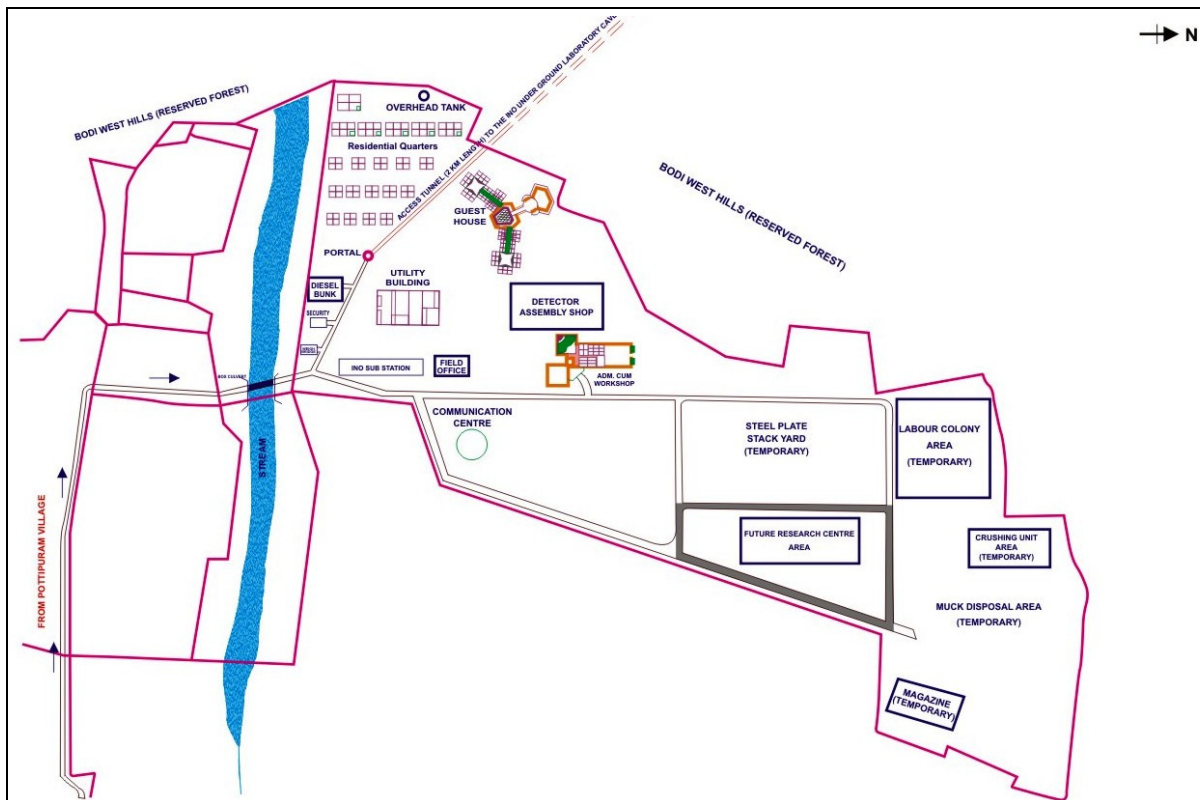 N
BODI WEST HILLS (RESERVED FOREST)
OVERHEAD TANK
Residential Quarters
ACCESS TUNNEL (2 KM LENGTH) TO THE INO UNDER GROUND LABORATORY CAVE
BODI WEST HILLS (RESERVED FOREST)
GUEST
HOUSE
PORTAL
DIESEL
BUNK
UTILITY
BUILDING
SECURITY
DETECTOR
ASSEMBLY SHOP
INO SUB STATION
FIELD
OFFICE
ADM. CUM
WORKSHOP
BOX CULVERT
COMMUNICATION
CENTRE
STEEL PLATE
STACK YARD
(TEMPORARY)
LABOUR COLONY
AREA
(TEMPORARY)
STREAM
FROM POTTIPURAM VILLAGE
FUTURE RESEARCH CENTRE
AREA
CRUSHING UNIT
AREA
(TEMPORARY)
MUCK DISPOSAL AREA
(TEMPORARY)
MAGAZINE
(TEMPORARY)